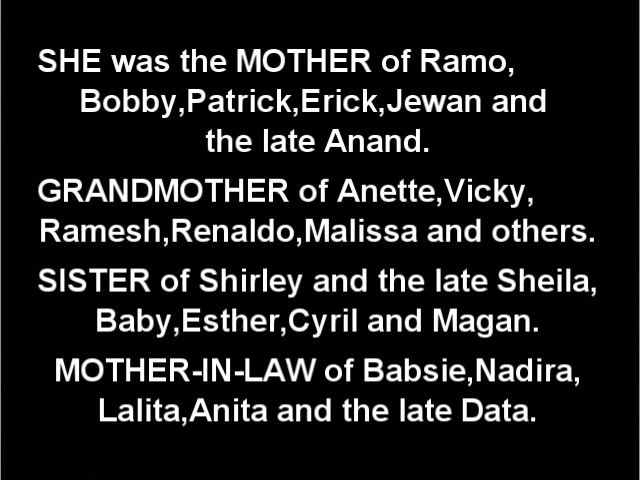 SHE was the MOTHER of Ramo,
Bobby,Patrick,Erick,Jewan and
the late Anand.
GRANDMOTHER of Anette,Vicky,
Ramesh,Renaldo,Malissa and others.
SISTER of Shirley and the late Sheila,
Baby,Esther,Cyril and Magan.
MOTHER-IN-LAW of Babsie,Nadira,
Lalita,Anita and the late Data.